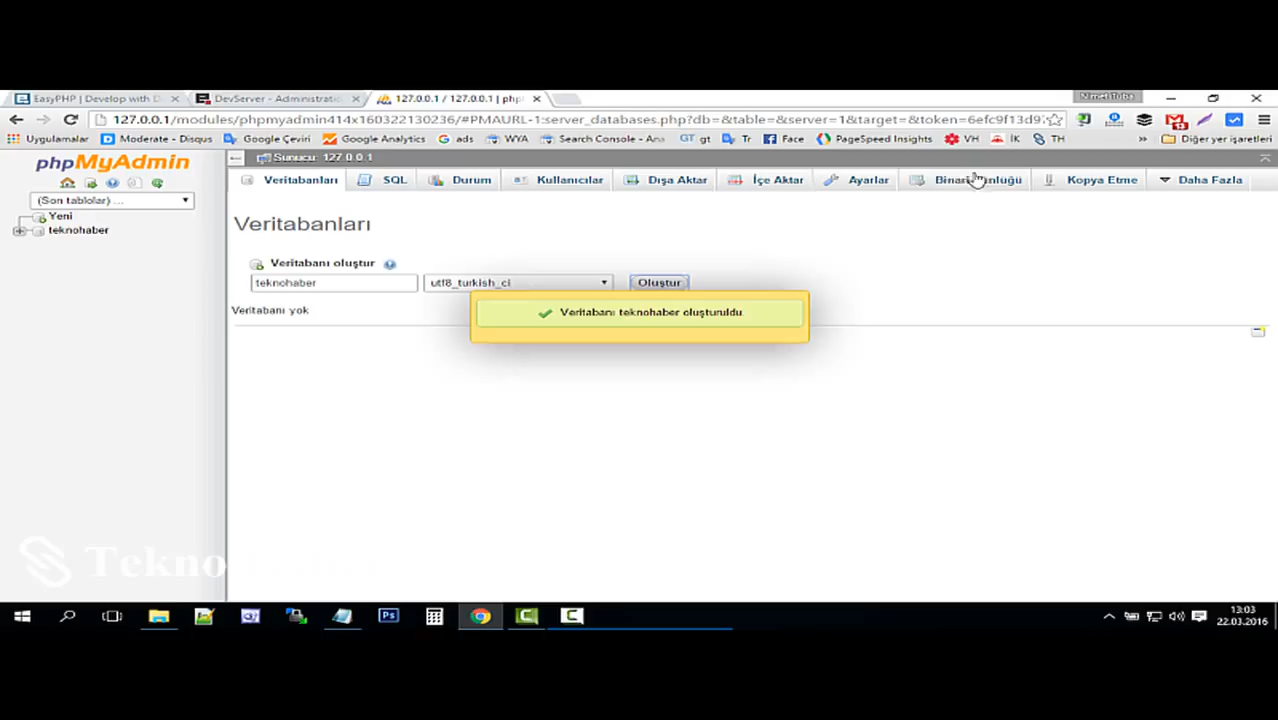 EasyPHP | Develop with D
DevServer - Administratio
127.0.0.1 / 127.0.0.1 | php
127.0.0.1/modules/phpmyadmin414x160322130236/#PMAURL-1:server_databases.php?db=&table=&server=1&target=&token=6efc9f13d9
Uygulamalar
Moderate - Disqus
Google Çeviri
Google Analytics
ads
WYA
Search Console - Ana
GT gt
Tr
Face
PageSpeed Insights
VH
İK
TH
»
Diğer yer işaretleri
phpMyAdmin
Sunucu: 127.0.0.1
Veritabanları
SQL
Durum
Kullanıcılar
Dışa Aktar
İçe Aktar
Ayarlar
Kopya Etme
Daha Fazla
(Son tablolar) ...
Yeni
teknohaber
Veritabanları
Veritabanı oluştur
teknohaber
utf8_turkish_ci
Oluştur
Veritabanı yok
Veritabanı teknohaber oluşturuldu.
Tekno
13:03
22.03.2016